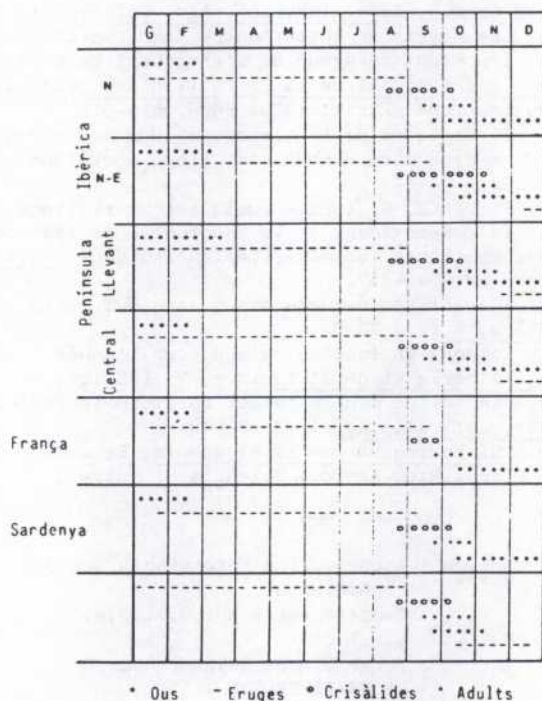 G F M A M J J A S O N D
N
Ibèrica
N-E
Península
LLevant
Central
França
Sardenya
* Ous - Eruges o Crisàlides * Adults